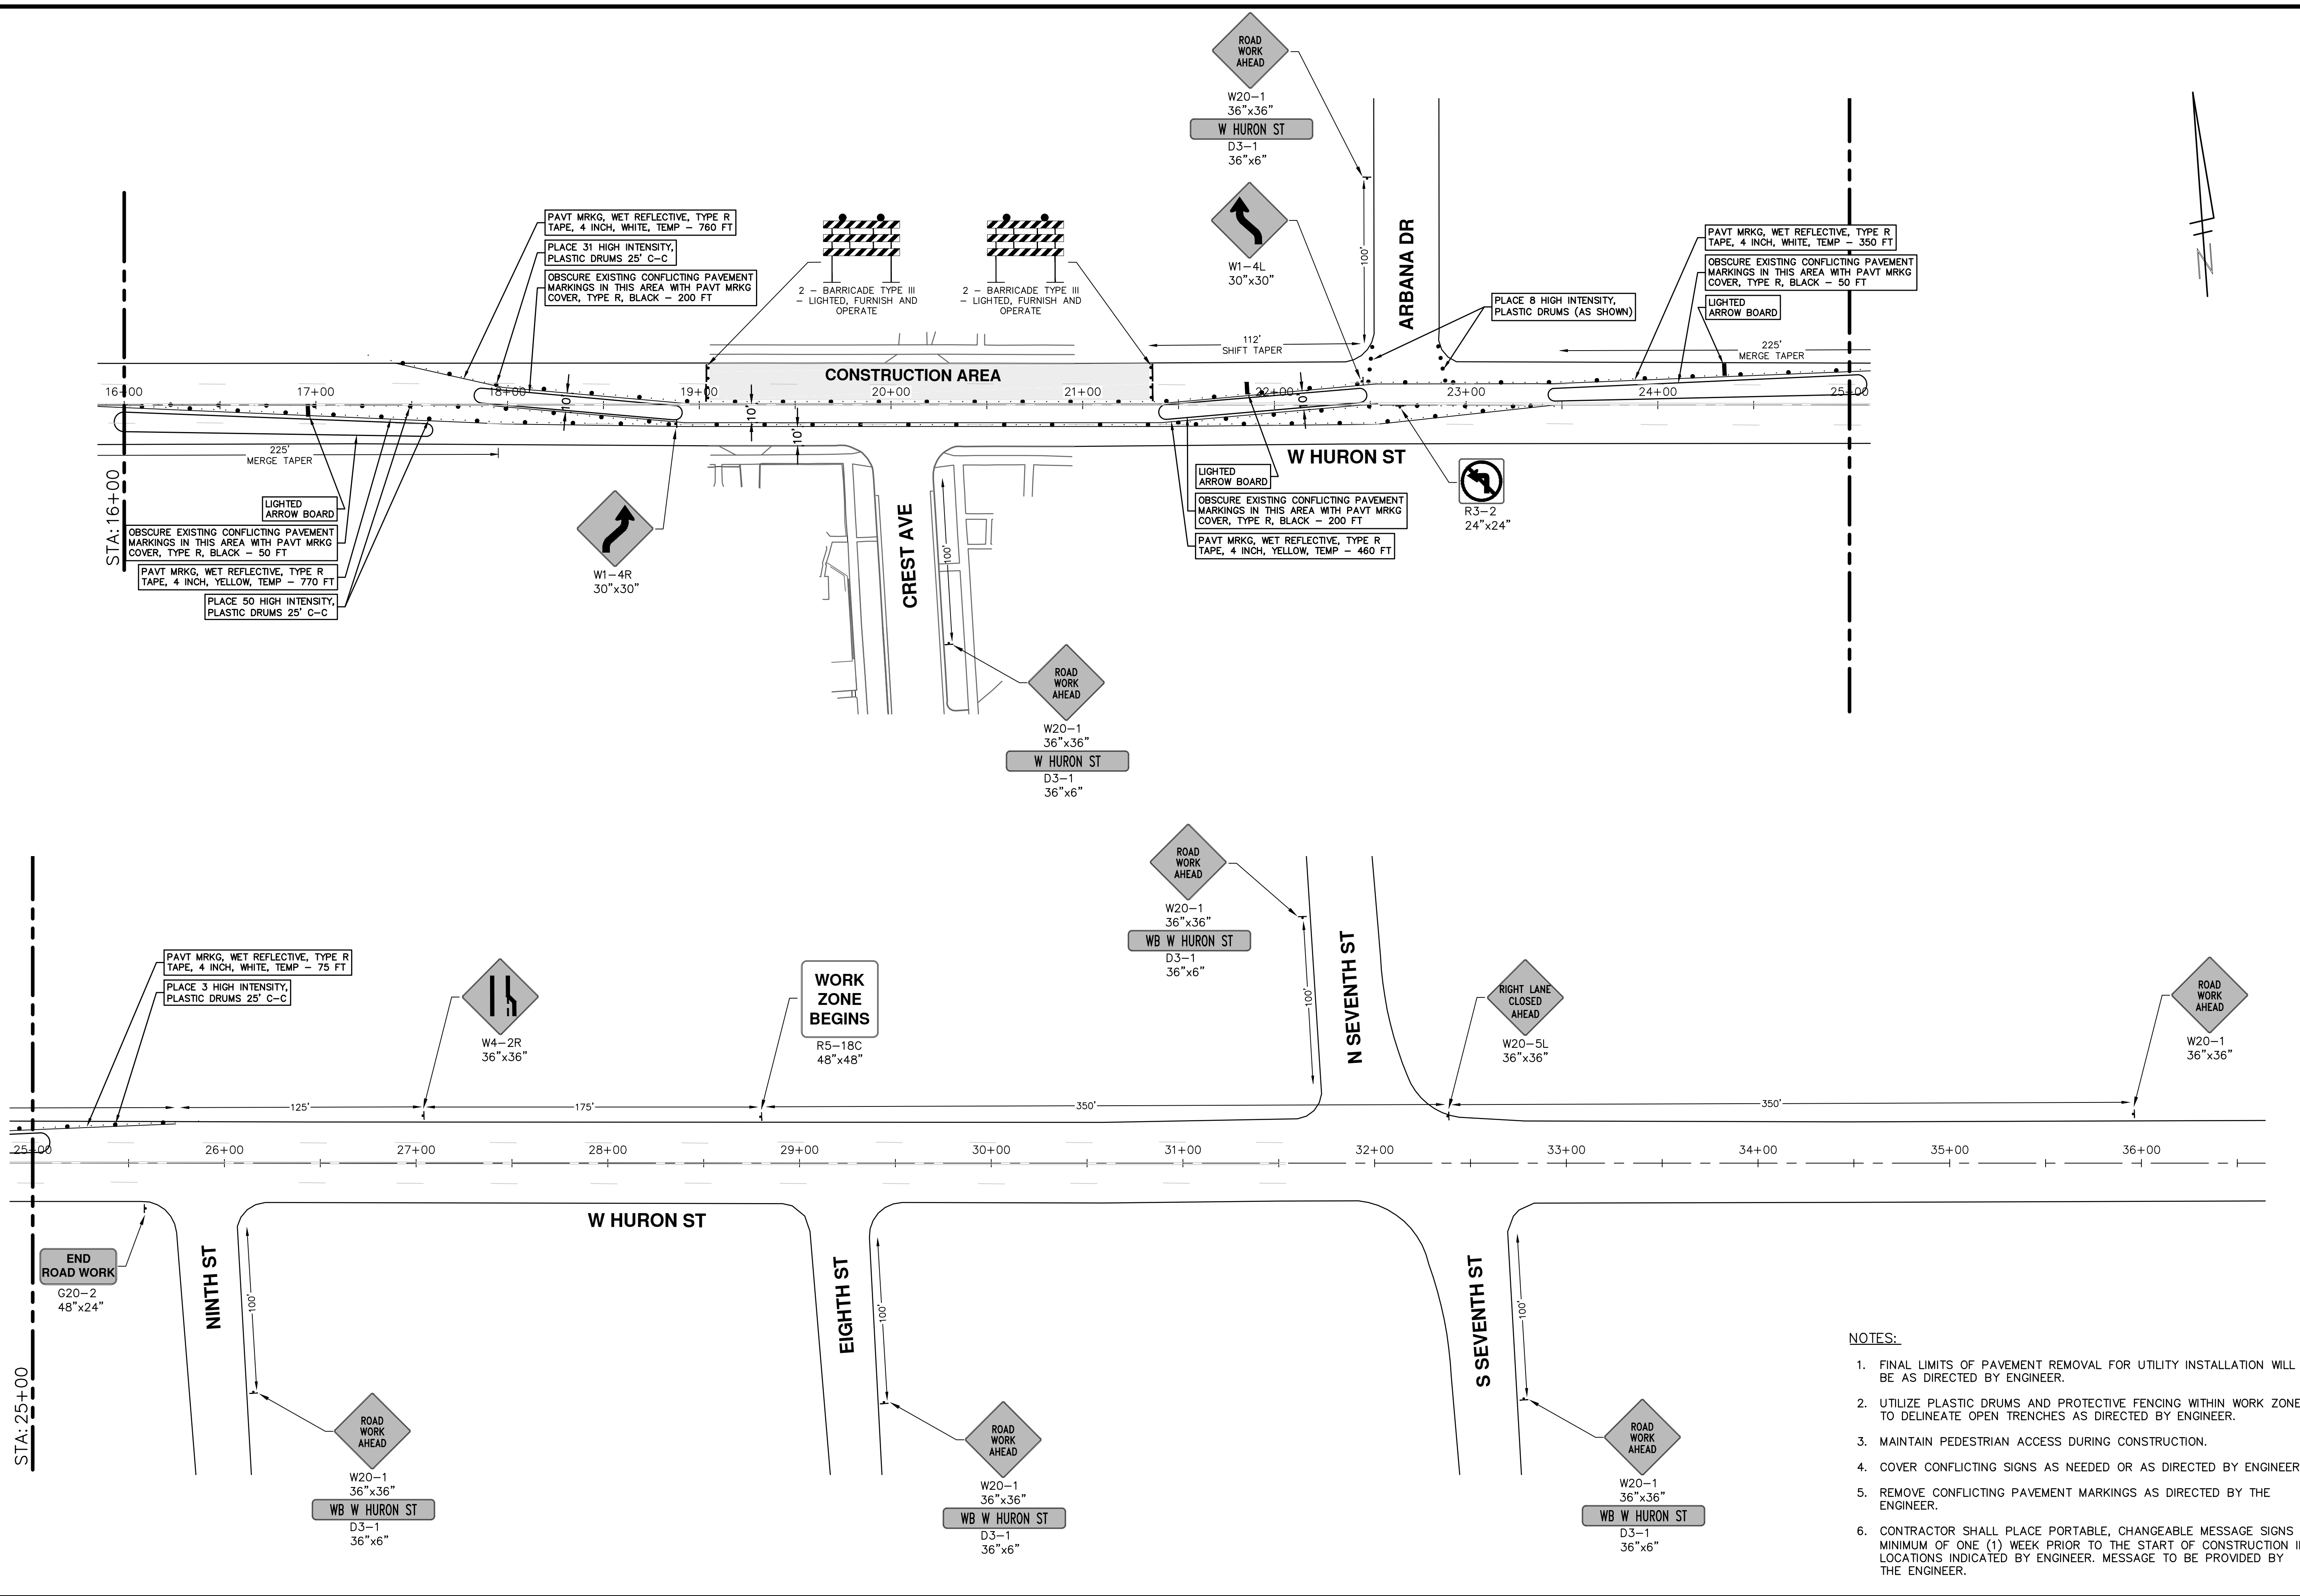 ROAD
WORK
AHEAD
W20-1
36"x36"
W HURON ST
D3-1
36"x6"
W1-4L
30"x30"
100'
ARBANA DR
PAVT MRKG, WET REFLECTIVE, TYPE R
TAPE, 4 INCH, WHITE, TEMP - 760 FT
PLACE 31 HIGH INTENSITY,
PLASTIC DRUMS 25' C-C
OBSCURE EXISTING CONFLICTING PAVEMENT
MARKINGS IN THIS AREA WITH PAVT MRKG
COVER, TYPE R, BLACK - 200 FT
2 - BARRICADE TYPE III
- LIGHTED, FURNISH AND
OPERATE
2 - BARRICADE TYPE III
- LIGHTED, FURNISH AND
OPERATE
PLACE 8 HIGH INTENSITY,
PLASTIC DRUMS (AS SHOWN)
PAVT MRKG, WET REFLECTIVE, TYPE R
TAPE, 4 INCH, WHITE, TEMP - 350 FT
OBSCURE EXISTING CONFLICTING PAVEMENT
MARKINGS IN THIS AREA WITH PAVT MRKG
COVER, TYPE R, BLACK - 50 FT
LIGHTED
ARROW BOARD
N
112'
SHIFT TAPER
225'
MERGE TAPER
CONSTRUCTION AREA
16+00
17+00
18+00
19+00
20+00
21+00
22+00
23+00
24+00
25+00
10'
10'
10'
10'
225'
MERGE TAPER
STA: 16+00
W HURON ST
LIGHTED
ARROW BOARD
OBSCURE EXISTING CONFLICTING PAVEMENT
MARKINGS IN THIS AREA WITH PAVT MRKG
COVER, TYPE R, BLACK - 50 FT
PAVT MRKG, WET REFLECTIVE, TYPE R
TAPE, 4 INCH, YELLOW, TEMP - 770 FT
PLACE 50 HIGH INTENSITY,
PLASTIC DRUMS 25' C-C
W1-4R
30"x30"
CREST AVE
100'
LIGHTED
ARROW BOARD
OBSCURE EXISTING CONFLICTING PAVEMENT
MARKINGS IN THIS AREA WITH PAVT MRKG
COVER, TYPE R, BLACK - 200 FT
PAVT MRKG, WET REFLECTIVE, TYPE R
TAPE, 4 INCH, YELLOW, TEMP - 460 FT
R3-2
24"x24"
ROAD
WORK
AHEAD
W20-1
36"x36"
W HURON ST
D3-1
36"x6"
PAVT MRKG, WET REFLECTIVE, TYPE R
TAPE, 4 INCH, WHITE, TEMP - 75 FT
PLACE 3 HIGH INTENSITY,
PLASTIC DRUMS 25' C-C
W4-2R
36"x36"
WORK
ZONE
BEGINS
R5-18C
48"x48"
ROAD
WORK
AHEAD
W20-1
36"x36"
WB W HURON ST
D3-1
36"x6"
100'
N SEVENTH ST
RIGHT LANE
CLOSED
AHEAD
W20-5L
36"x36"
ROAD
WORK
AHEAD
W20-1
36"x36"
125'
175'
350'
350'
25+00
26+00
27+00
28+00
29+00
30+00
31+00
32+00
33+00
34+00
35+00
36+00
W HURON ST
END
ROAD WORK
G20-2
48"x24"
STA: 25+00
NINTH ST
100'
EIGHTH ST
100'
S SEVENTH ST
100'
ROAD
WORK
AHEAD
W20-1
36"x36"
WB W HURON ST
D3-1
36"x6"
ROAD
WORK
AHEAD
W20-1
36"x36"
WB W HURON ST
D3-1
36"x6"
ROAD
WORK
AHEAD
W20-1
36"x36"
WB W HURON ST
D3-1
36"x6"
NOTES:
1. FINAL LIMITS OF PAVEMENT REMOVAL FOR UTILITY INSTALLATION WILL
BE AS DIRECTED BY ENGINEER.
2. UTILIZE PLASTIC DRUMS AND PROTECTIVE FENCING WITHIN WORK ZONE
TO DELINEATE OPEN TRENCHES AS DIRECTED BY ENGINEER.
3. MAINTAIN PEDESTRIAN ACCESS DURING CONSTRUCTION.
4. COVER CONFLICTING SIGNS AS NEEDED OR AS DIRECTED BY ENGINEER
5. REMOVE CONFLICTING PAVEMENT MARKINGS AS DIRECTED BY THE
ENGINEER.
6. CONTRACTOR SHALL PLACE PORTABLE, CHANGEABLE MESSAGE SIGNS
MINIMUM OF ONE (1) WEEK PRIOR TO THE START OF CONSTRUCTION
LOCATIONS INDICATED BY ENGINEER. MESSAGE TO BE PROVIDED BY
THE ENGINEER.